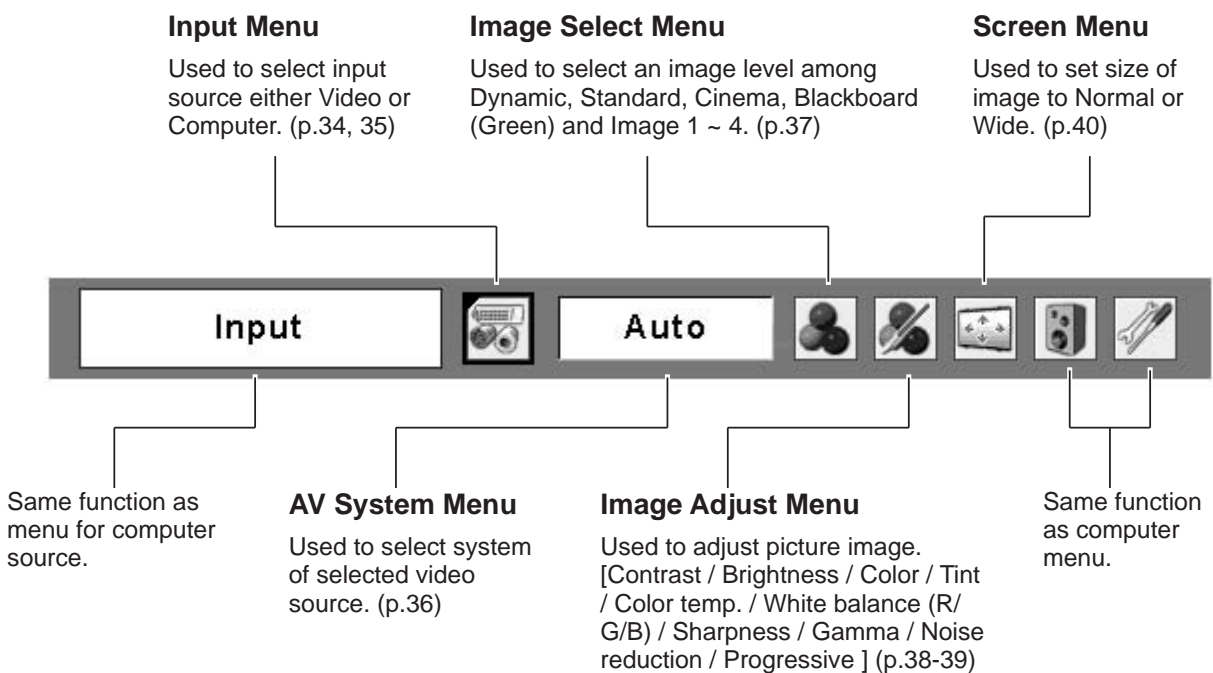 Input Menu
Used to select input
source either Video or
Computer. (p.34, 35)
Image Select Menu
Used to select an image level among
Dynamic, Standard, Cinema, Blackboard
(Green) and Image 1 ~ 4. (p.37)
Screen Menu
Used to set size of
image to Normal or
Wide. (p.40)
Input
Auto
Same function as
menu for computer
source.
AV System Menu
Used to select system
of selected video
source. (p.36)
Image Adjust Menu
Used to adjust picture image.
[Contrast / Brightness / Color / Tint
/ Color temp. / White balance (R/
G/B) / Sharpness / Gamma / Noise
reduction / Progressive ] (p.38-39)
Same function
as computer
menu.